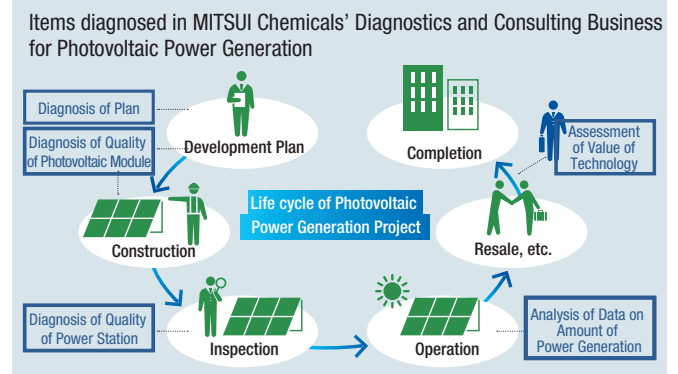 Items diagnosed in MITSUI Chemicals' Diagnostics and Consulting Business
for Photovoltaic Power Generation
Diagnosis of Plan
Diagnosis of Quality
of Photovoltaic Module
Development Plan
Completion
Assessment
of Value of
Technology
Life cycle of Photovoltaic
Power Generation Project
Construction
Resale, etc.
Diagnosis of Quality
of Power Station
Inspection
Operation
Analysis of Data on
Amount of
Power Generation